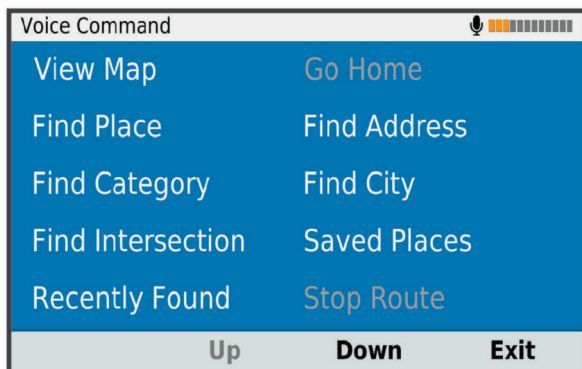 Voice Command
View Map Go Home
Find Place Find Address
Find Category Find City
Find Intersection Saved Places
Recently Found Stop Route
Up Down Exit